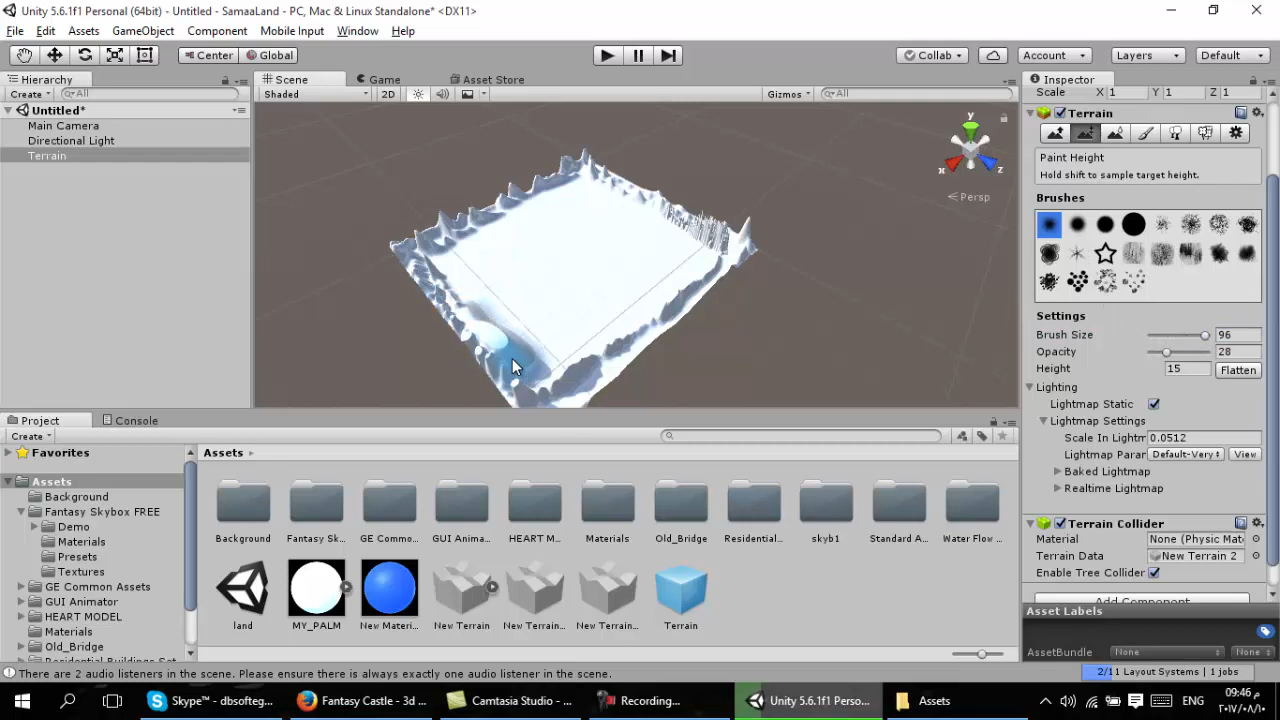 Unity 5.6.1f1 Personal (64bit) - Untitled - SamaaLand - PC, Mac & Linux Standalone* <DX11>
File Edit Assets GameObject Component Mobile Input Window Help
Center Global Collab Account Layers Default
Hierarchy Scene Game Asset Store Inspector
Create All Shaded 2D Gizmos All Scale X 1 Y 1 Z 1
Untitled*
Main Camera
Directional Light
Terrain
y
x
z
Persp
Terrain
Paint Height
Hold shift to sample target height.
Brushes
Settings
Brush Size 96
Opacity 28
Height 15 Flatten
Lighting
Lightmap Static
Lightmap Settings
Scale In Lightm 0.0512
Lightmap Parar Default-Very View
Baked Lightmap
Realtime Lightmap
Terrain Collider
Material None (Physic Mate
Terrain Data New Terrain 2
Enable Tree Collider
Add Component
Asset Labels
AssetBundle None None
Project Console
Create
Favorites
Assets
Background
Fantasy Skybox FREE
Demo
Materials
Presets
Textures
GE Common Assets
GUI Animator
HEART MODEL
Materials
Old_Bridge
Residential Buildings Set
Assets
Background Fantasy Sk... GE Commo... GUI Anima... HEART M... Materials Old_Bridge Residential... skyb1 Standard A... Water Flow ...
land MY_PALM New Materi... New Terrain New Terrain... New Terrain... Terrain
There are 2 audio listeners in the scene. Please ensure there is always exactly one audio listener in the scene.
2/11 Layout Systems | 1 jobs
Skype™ - dbsofteg... Fantasy Castle - 3d ... Camtasia Studio - ... Recording... Unity 5.6.1f1 Perso... Assets
ENG
09:46 م
٢٠١٧/٠٨/١٠